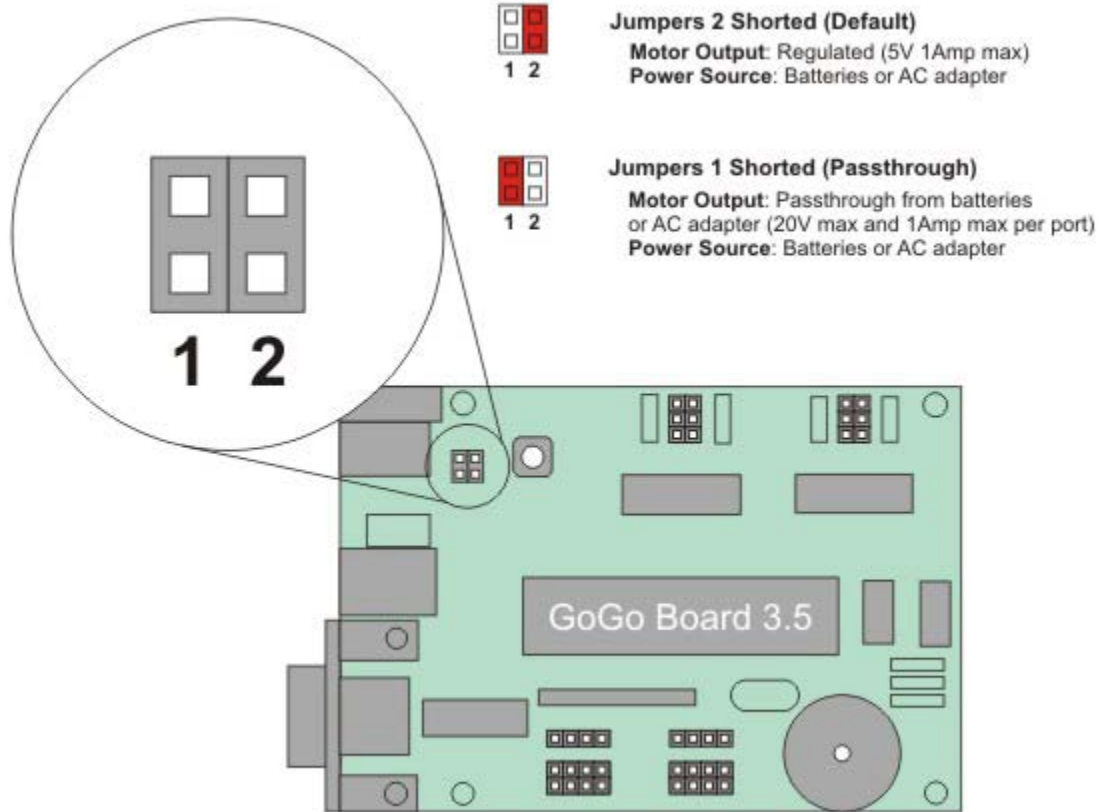 Jumpers 2 Shorted (Default)
Motor Output: Regulated (5V 1Amp max)
Power Source: Batteries or AC adapter
1 2
Jumpers 1 Shorted (Passthrough)
Motor Output: Passthrough from batteries
or AC adapter (20V max and 1Amp max per port)
Power Source: Batteries or AC adapter
1 2
1 2
GoGo Board 3.5